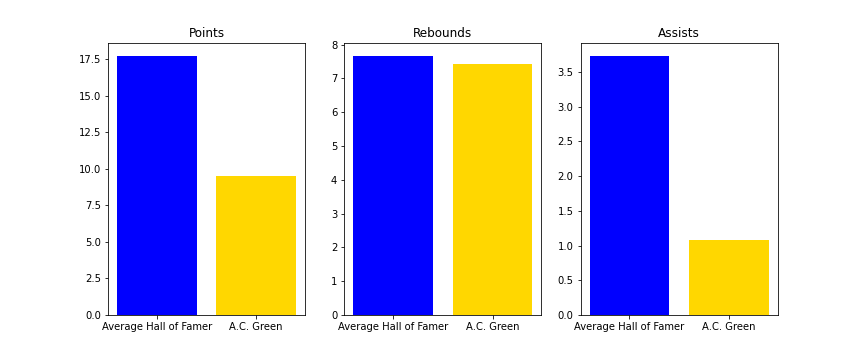 Points
17.5
15.0
12.5
10.0
7.5
5.0
2.5
0.0
Average Hall of Famer
A.C. Green
Rebounds
8
7
6
5
4
3
2
1
0
Average Hall of Famer
A.C. Green
Assists
3.5
3.0
2.5
2.0
1.5
1.0
0.5
0.0
Average Hall of Famer
A.C. Green